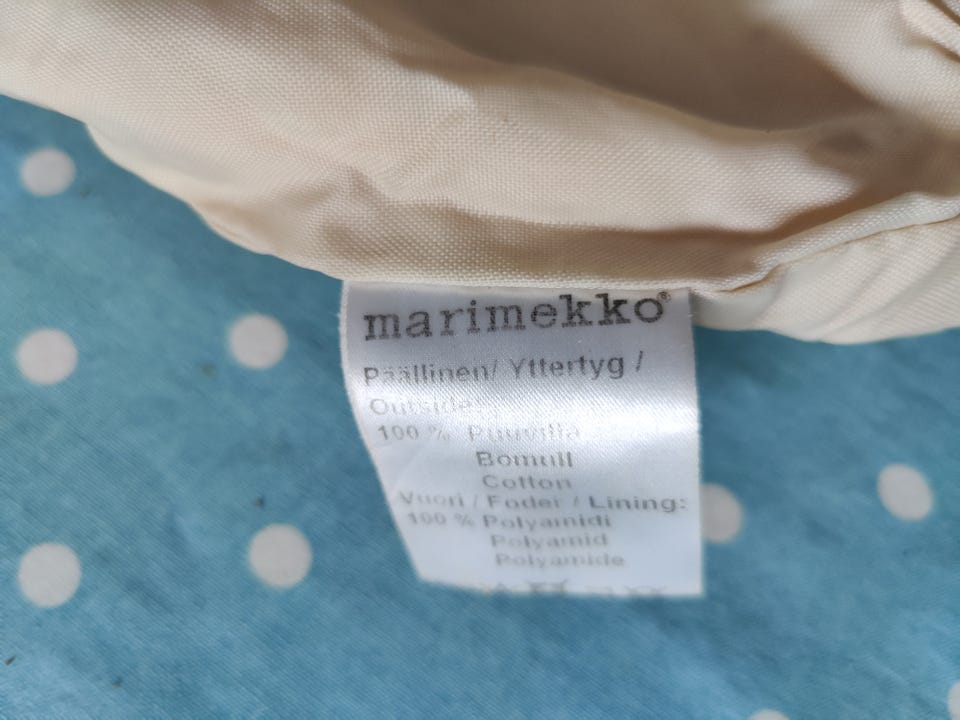 marimekko®
Päällinen/ Yttertyg /
Outside:
100 % Puuvilla
Bomull
Cotton
Vuori / Foder / Lining:
100 % Polyamidi
Polyamid
Polyamide